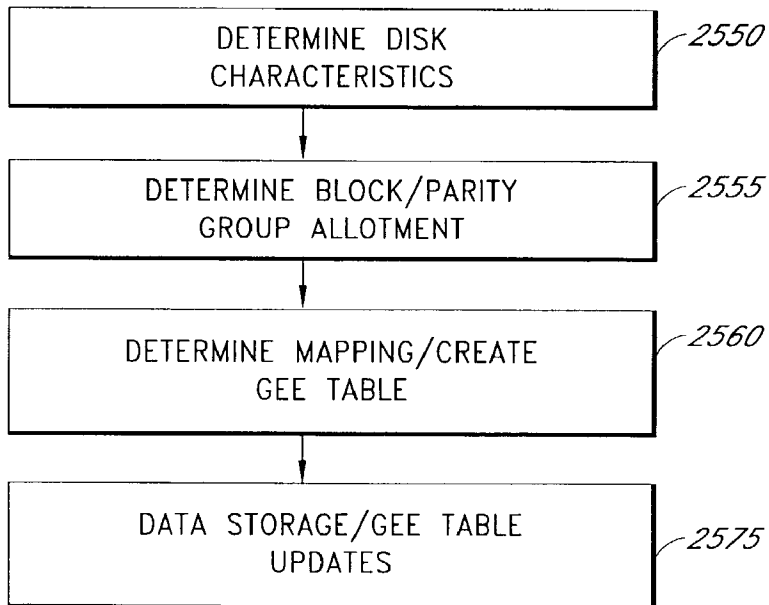 DETERMINE DISK
CHARACTERISTICS
2550
DETERMINE BLOCK/PARITY
GROUP ALLOTMENT
2555
DETERMINE MAPPING/CREATE
GEE TABLE
2560
DATA STORAGE/GEE TABLE
UPDATES
2575